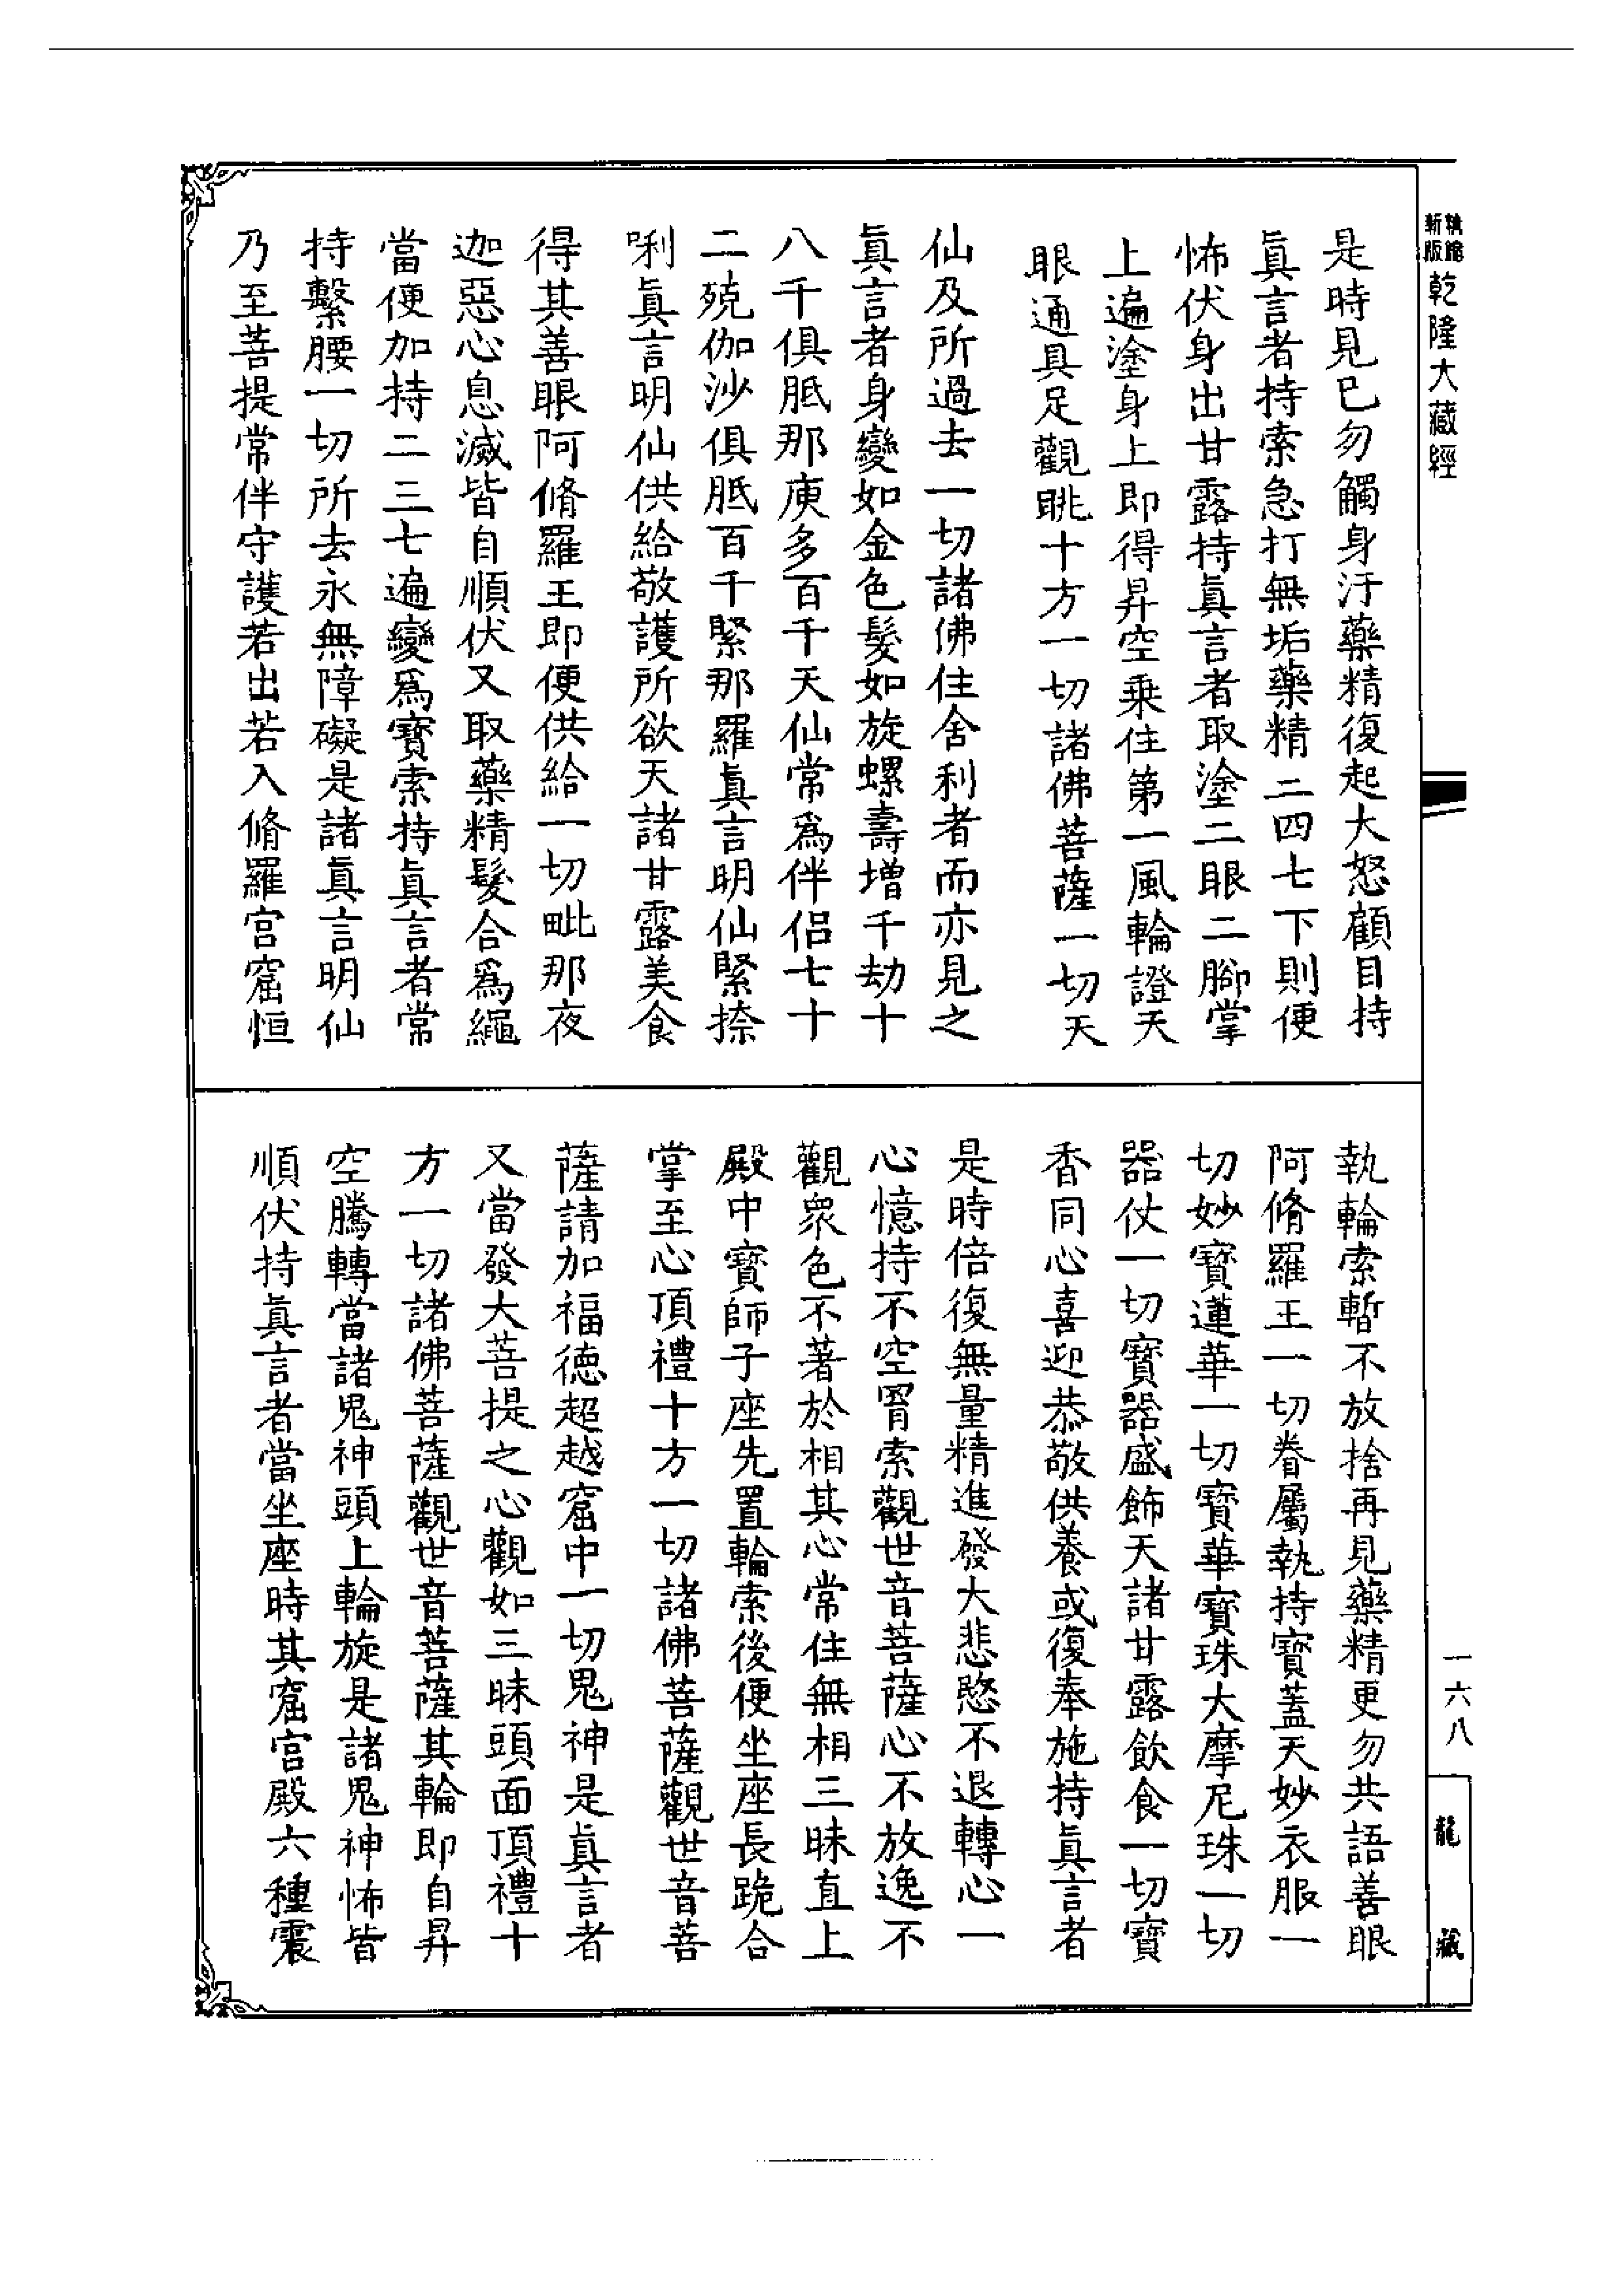 乾隆大藏經
是時見已勿觸身汙藥精復起大怒顧目持
眞言者持索急打無垢藥精二四七下則便
怖伏身出甘露持眞言者取塗二眼二腳掌
上遍塗身上即得昇空乘住第一風輪證天
眼通具足觀眺十方一切諸佛菩薩一切天
仙及所過去一切諸佛住舍利者而亦見之
眞言者身變如金色髮如旋螺壽增千劫十
八千俱胝那庾多百千天仙常爲伴侣七十
二殑伽沙俱胝百千緊那羅眞言明仙緊捺
唎眞言明仙供給敬護所欲天諸甘露美食
得其善眼阿脩羅王即便供給一切毗那夜
迦惡心息滅皆自順伏又取藥精髮合爲繩
當便加持二三七遍變爲寳索持眞言者常
持繫腰一切所去永無障礙是諸眞言明仙
乃至菩提常伴守護若出若入脩羅宫窟恒
執輪索暫不放捨再見藥精更勿共語善眼
阿脩羅王一切眷屬執持寳蓋天妙衣服一
切妙寳蓮華一切寳華寳珠大摩尼珠一切
器仗一切寳器盛飾天諸甘露飲食一切寳
香同心喜迎恭敬供養或復奉施持眞言者
是時倍復無量精進發大悲愍不退轉心一
心憶持不空罥索觀世音菩薩心不放逸不
觀衆色不著於相其心常住無相三昧直上
殿中寳師子座先置輪索後便坐座長跪合
掌至心頂禮十方一切諸佛菩薩觀世音菩
薩請加福德超越窟中一切鬼神是眞言者
又當發大菩提之心觀如三昧頭面頂禮十
方一切諸佛菩薩觀世音菩薩其輪即自昇
空騰轉當諸鬼神頭上輪旋是諸鬼神怖皆
順伏持眞言者當坐座時其窟宫殿六種震
一六八
龍藏